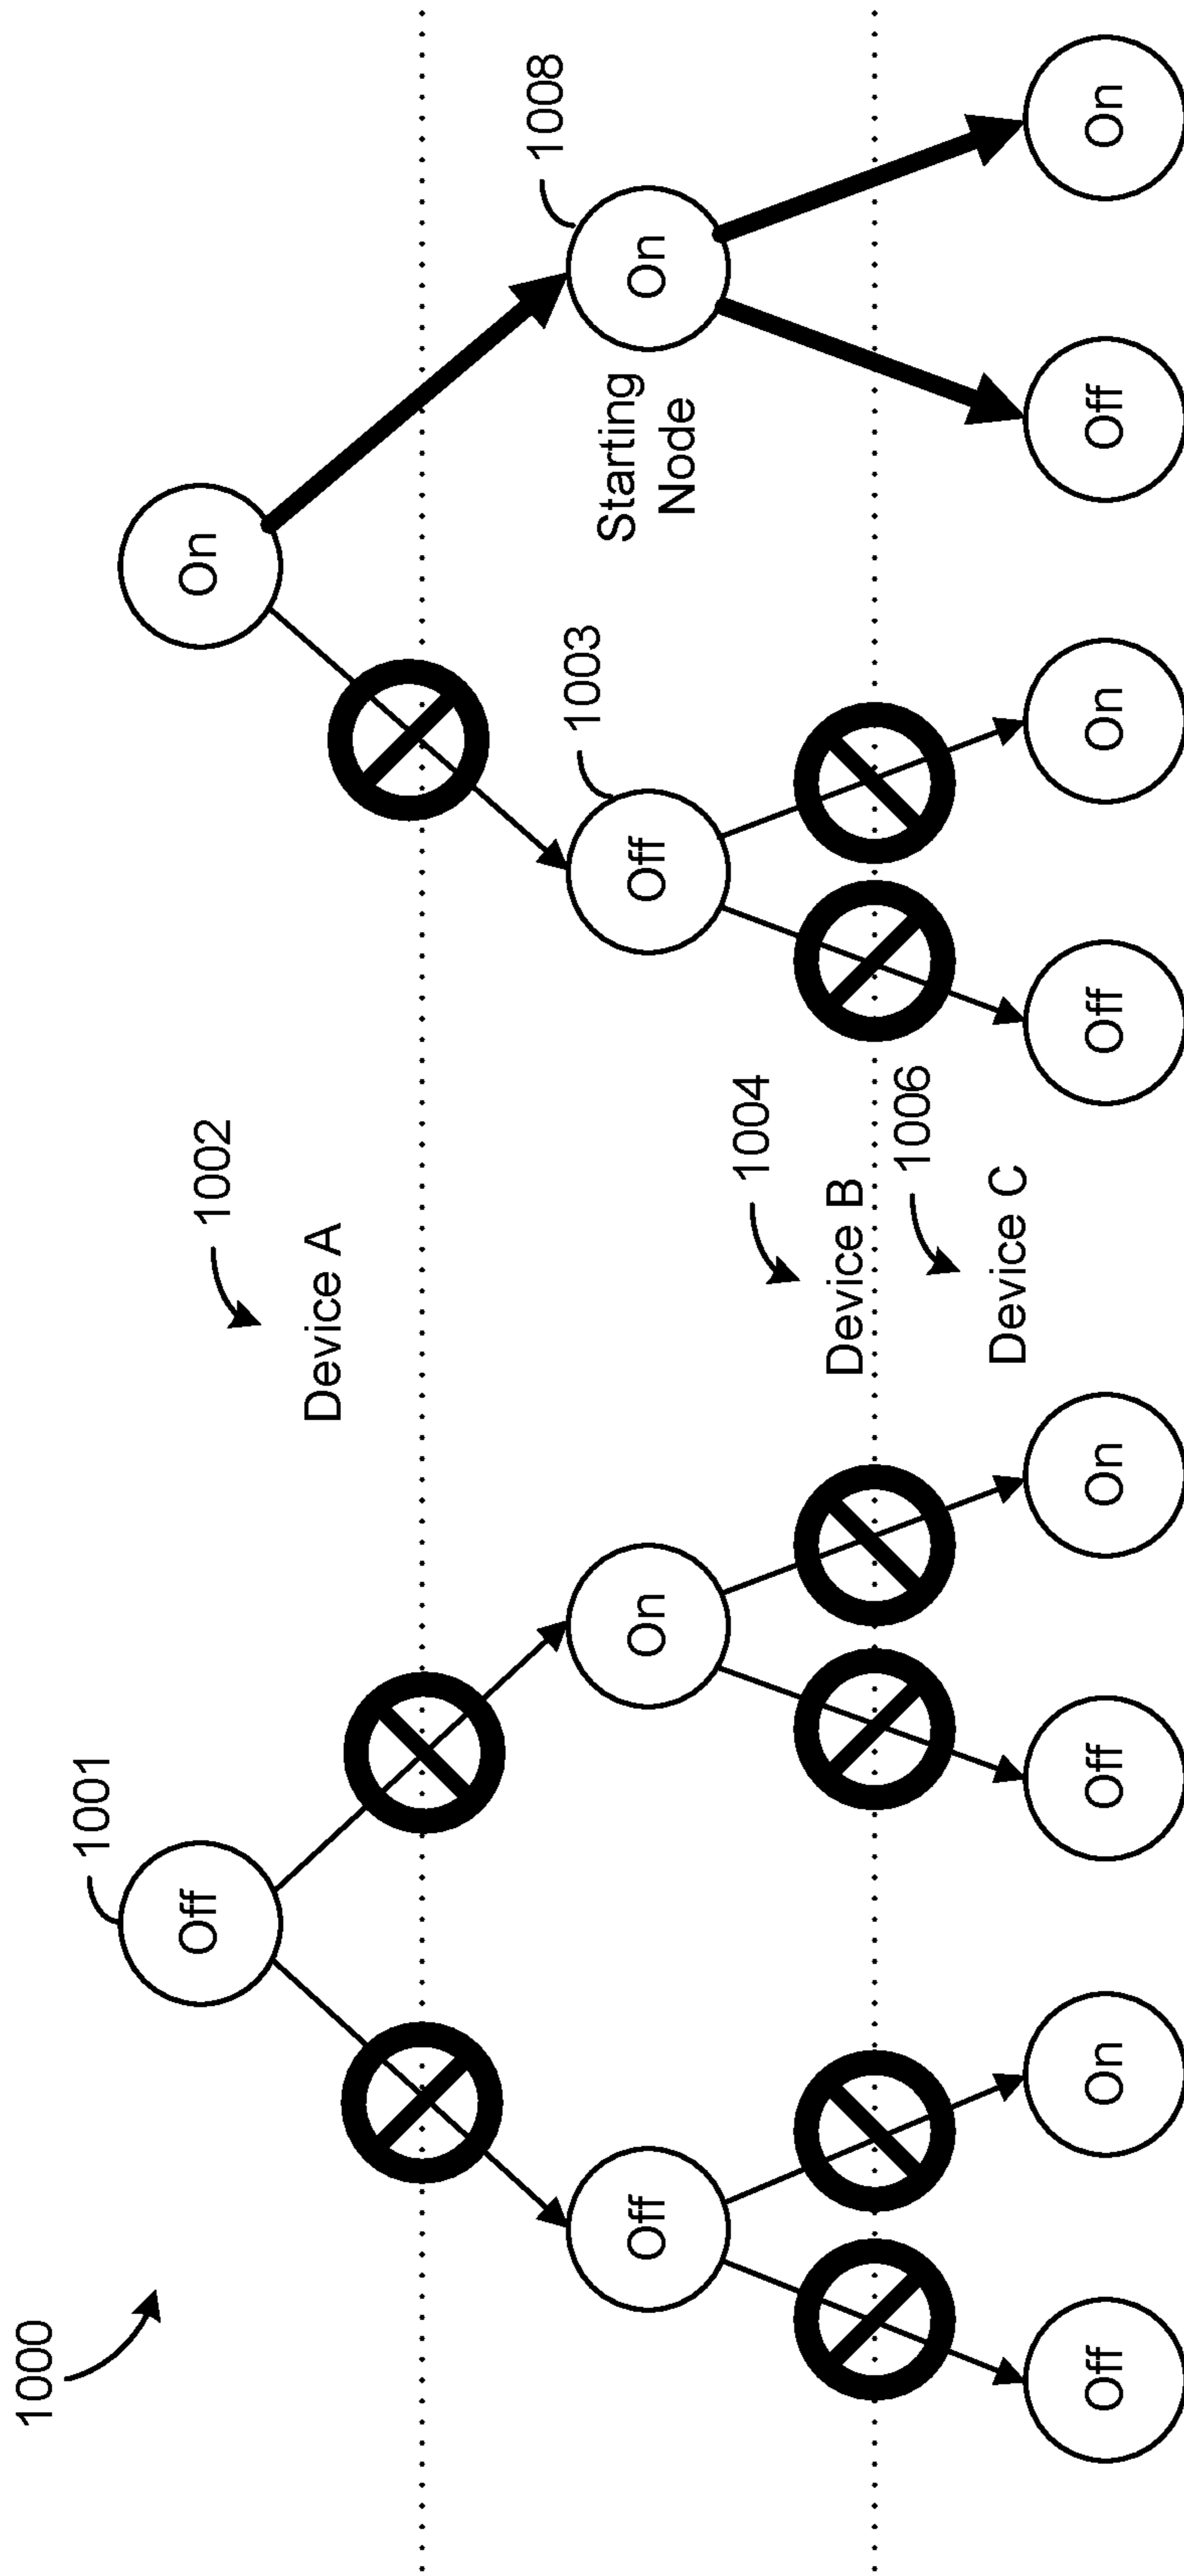 1000
1001
Off
1002
On
Device A
1008
1003
Off
On
Off
Starting
Node
On
1004
Device B
1006
Device C
Off
On
Off
On
Off
On
Off
On